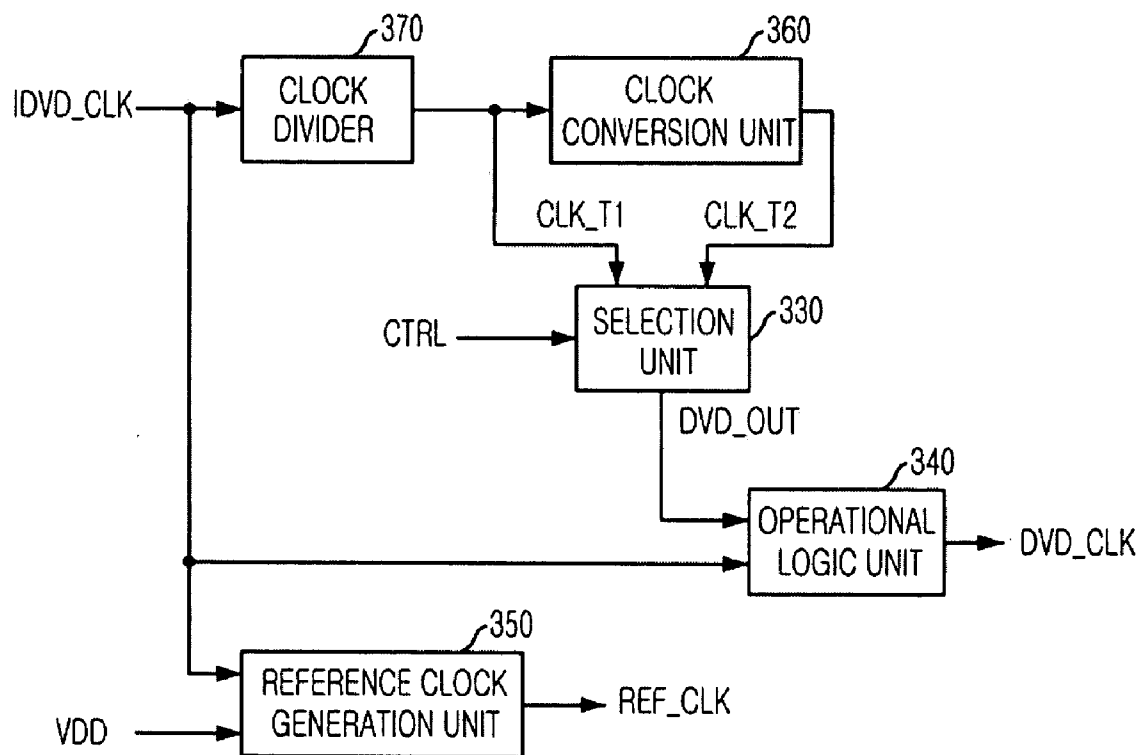 370
360
IDVD_CLK
CLOCK
DIVIDER
CLOCK
CONVERSION UNIT
CLK_T1
CLK_T2
CTRL
SELECTION
UNIT
330
DVD_OUT
340
OPERATIONAL
LOGIC UNIT
DVD_CLK
350
REFERENCE CLOCK
GENERATION UNIT
REF_CLK
VDD